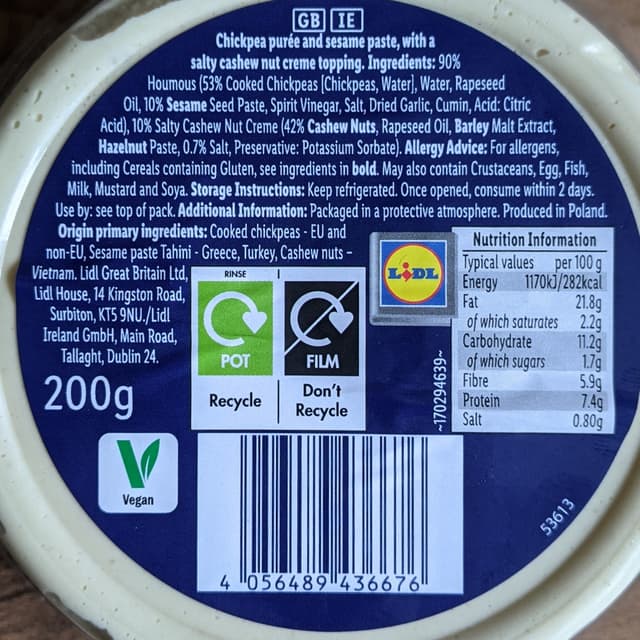 GB IE
Chickpea purée and sesame paste, with a
salty cashew nut creme topping. Ingredients: 90%
Houmous (53% Cooked Chickpeas [Chickpeas, Water], Water, Rapeseed
Oil, 10% Sesame Seed Paste, Spirit Vinegar, Salt, Dried Garlic, Cumin, Acid: Citric
Acid), 10% Salty Cashew Nut Creme (42% Cashew Nuts, Rapeseed Oil, Barley Malt Extract,
Hazelnut Paste, 0.7% Salt, Preservative: Potassium Sorbate). Allergy Advice: For allergens,
including Cereals containing Gluten, see ingredients in bold. May also contain Crustaceans, Egg, Fish,
Milk, Mustard and Soya. Storage Instructions: Keep refrigerated. Once opened, consume within 2 days.
Use by: see top of pack. Additional Information: Packaged in a protective atmosphere. Produced in Poland.
Origin primary ingredients: Cooked chickpeas - EU and
non-EU, Sesame paste Tahini - Greece, Turkey, Cashew nuts –
Vietnam. Lidl Great Britain Ltd,
Lidl House, 14 Kingston Road,
Surbiton, KT5 9NU./Lidl
Ireland GmbH, Main Road,
Tallaght, Dublin 24.
200g
Vegan
RINSE
POT
Recycle
FILM
Don't
Recycle
LIDL
Nutrition Information
Typical values per 100 g
Energy 1170kJ/282kcal
Fat 21.8g
of which saturates 2.2g
Carbohydrate 11.2g
of which sugars 1.7g
Fibre 5.9g
Protein 7.4g
Salt 0.80g
~170294639~
53613
4 056489 436676